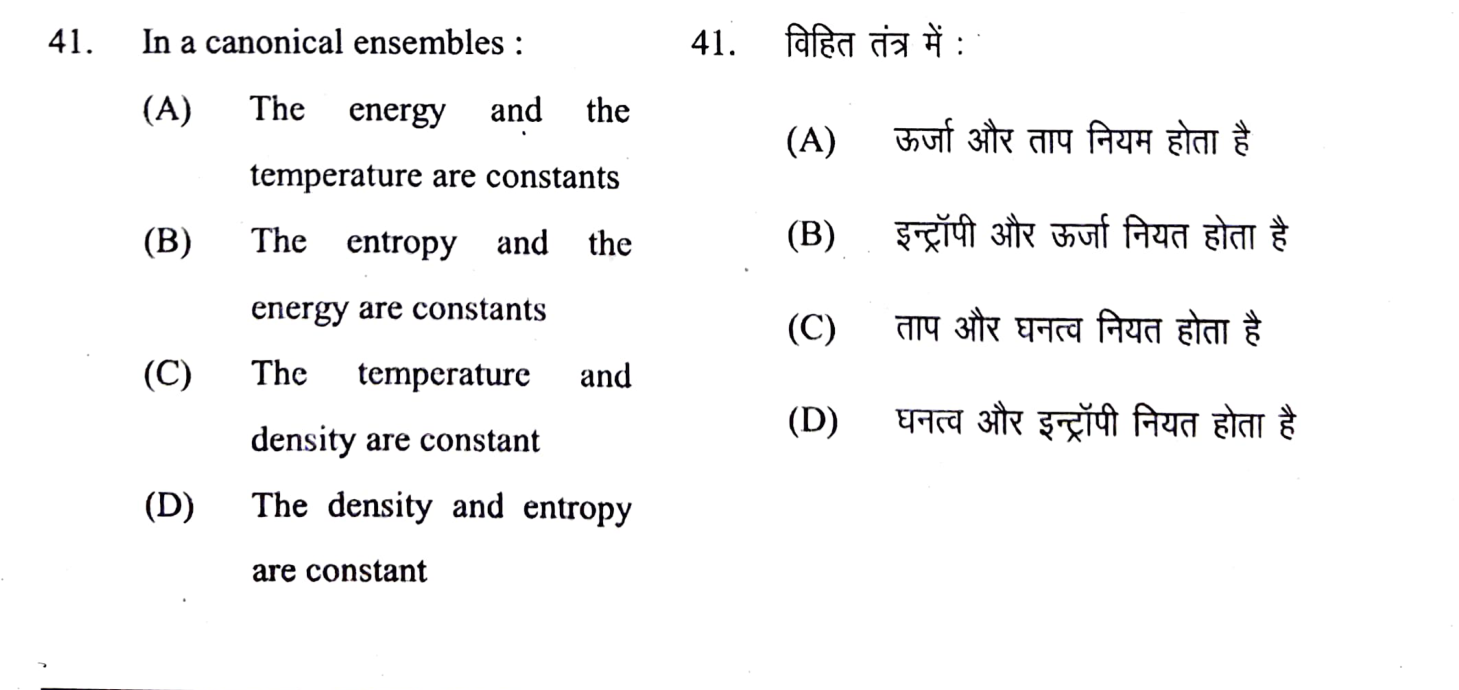 41. In a canonical ensembles :
(A) The energy and the
temperature are constants
(B) The entropy and the
energy are constants
(C) The temperature and
density are constant
(D) The density and entropy
are constant
41. विहित तंत्र में :
(A) ऊर्जा और ताप नियम होता है
(B) इन्ट्रॉपी और ऊर्जा नियत होता है
(C) ताप और घनत्व नियत होता है
(D) घनत्व और इन्ट्रॉपी नियत होता है